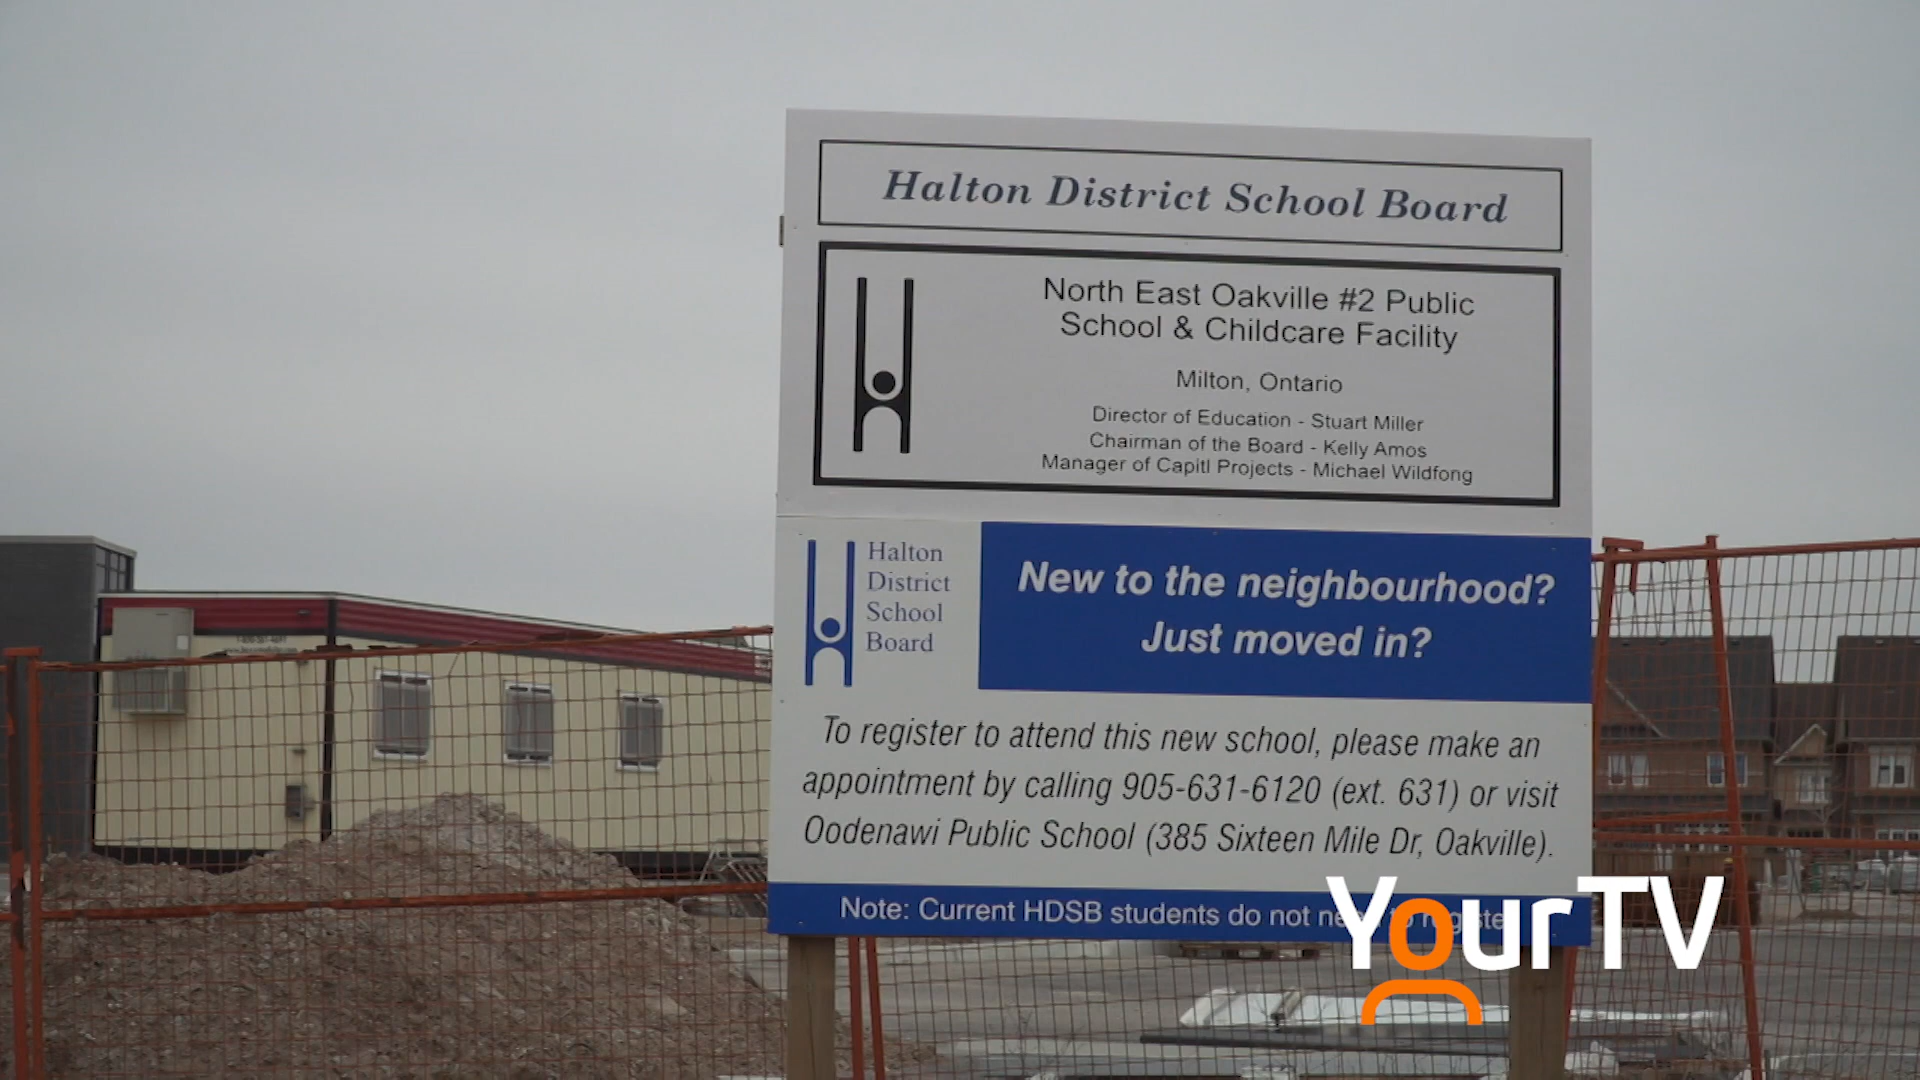 Halton District School Board
North East Oakville #2 Public
School & Childcare Facility
Milton, Ontario
Director of Education - Stuart Miller
Chairman of the Board - Kelly Amos
Manager of Capitl Projects - Michael Wildfong
Halton
District
School
Board
New to the neighbourhood?
Just moved in?
To register to attend this new school, please make an
appointment by calling 905-631-6120 (ext. 631) or visit
Oodenawi Public School (385 Sixteen Mile Dr, Oakville).
Note: Current HDSB students do not need to register
YourTV